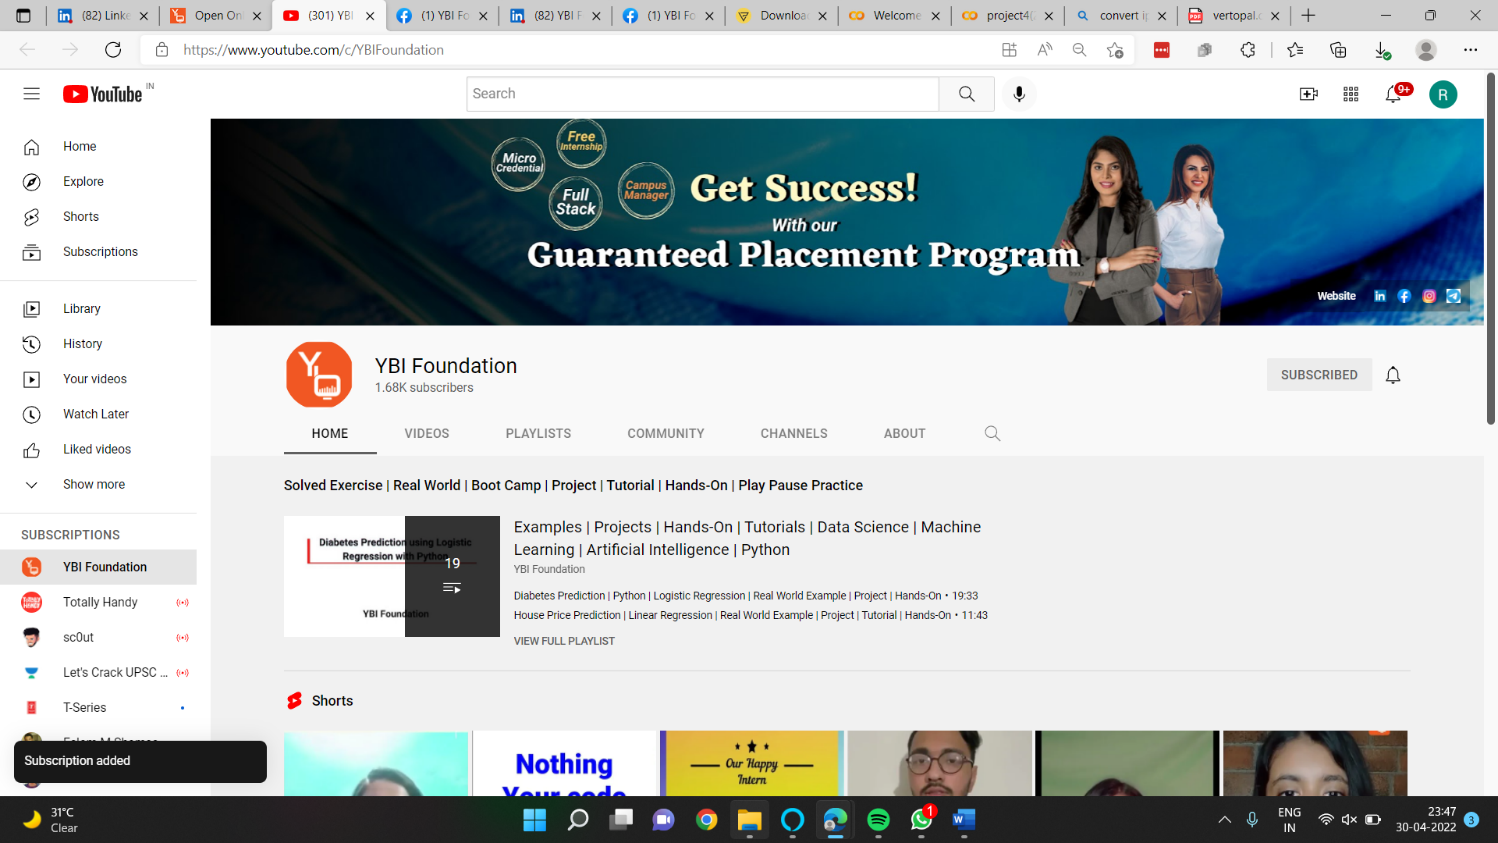 (82) Linke
Open On
(301) YBI
(1) YBI Fo
(82) YBI F
(1) YBI Fo
Downloa
Welcome
project4(
convert ip
vertopal.c
https://www.youtube.com/c/YBIFoundation
YouTube IN
Search
9+
R
Home
Explore
Shorts
Subscriptions
Library
History
Your videos
Watch Later
Liked videos
Show more
SUBSCRIPTIONS
YBI Foundation
Totally Handy
sc0ut
Let's Crack UPSC ...
T-Series
Subscription added
Free
Internship
Micro
Credential
Full
Stack
Campus
Manager
Get Success!
With our
Guaranteed Placement Program
Website
YBI Foundation
1.68K subscribers
SUBSCRIBED
HOME
VIDEOS
PLAYLISTS
COMMUNITY
CHANNELS
ABOUT
Solved Exercise | Real World | Boot Camp | Project | Tutorial | Hands-On | Play Pause Practice
Diabetes Prediction using Logistic
Regression with Python
YBI Foundation
19
Examples | Projects | Hands-On | Tutorials | Data Science | Machine
Learning | Artificial Intelligence | Python
YBI Foundation
Diabetes Prediction | Python | Logistic Regression | Real World Example | Project | Hands-On • 19:33
House Price Prediction | Linear Regression | Real World Example | Project | Tutorial | Hands-On • 11:43
VIEW FULL PLAYLIST
Shorts
Nothing
Your code
Our Happy
Intern
31°C
Clear
1
ENG
IN
23:47
30-04-2022
3